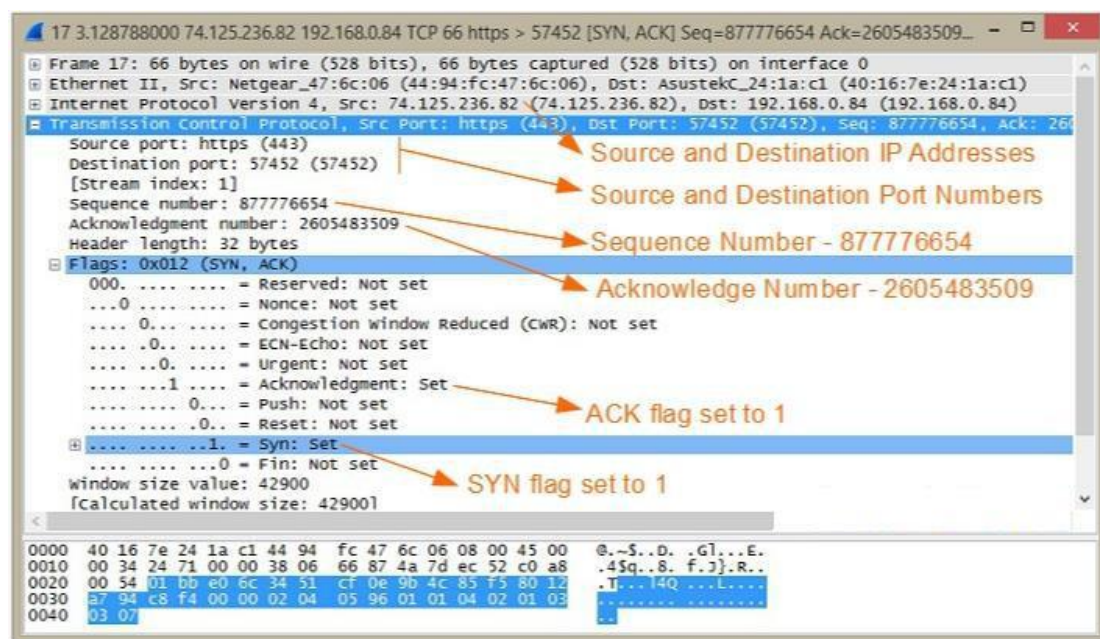 17 3.128788000 74.125.236.82 192.168.0.84 TCP 66 https > 57452 [SYN, ACK] Seq=877776654 Ack=2605483509...
Frame 17: 66 bytes on wire (528 bits), 66 bytes captured (528 bits) on interface 0
Ethernet II, Src: Netgear_47:6c:06 (44:94:fc:47:6c:06), Dst: AsustekC_24:1a:c1 (40:16:7e:24:1a:c1)
Internet Protocol Version 4, Src: 74.125.236.82 (74.125.236.82), Dst: 192.168.0.84 (192.168.0.84)
Transmission Control Protocol, Src Port: https (443), Dst Port: 57452 (57452), Seq: 877776654, Ack: 260
Source port: https (443)
Source and Destination IP Addresses
Destination port: 57452 (57452)
[Stream index: 1]
Source and Destination Port Numbers
Sequence number: 877776654
Acknowledgment number: 2605483509
Header length: 32 bytes
Sequence Number - 877776654
Flags: 0x012 (SYN, ACK)
000. .... .... = Reserved: Not set
Acknowledge Number - 2605483509
...0 .... .... = Nonce: Not set
.... 0... .... = Congestion Window Reduced (CWR): Not set
.... .0.. .... = ECN-Echo: Not set
.... ..0. .... = Urgent: Not set
.... ...1 .... = Acknowledgment: Set
.... .... 0... = Push: Not set
ACK flag set to 1
.... .... .0.. = Reset: Not set
.... .... ..1. = Syn: Set
.... .... ...0 = Fin: Not set
Window size value: 42900
SYN flag set to 1
[Calculated window size: 42900]
0000 40 16 7e 24 1a c1 44 94 fc 47 6c 06 08 00 45 00 @.~$..D. .Gl...E.
0010 00 34 24 71 00 00 38 06 66 87 4a 7d ec 52 c0 a8 .4$q..8. f.J}.R..
0020 00 54 01 bb e0 6c 34 51 cf 0e 9b 4c 85 f5 80 12 .T...l4Q ...L....
0030 a7 94 c8 f4 00 00 02 04 05 96 01 01 04 02 01 03 ........ ........
0040 03 07 ..